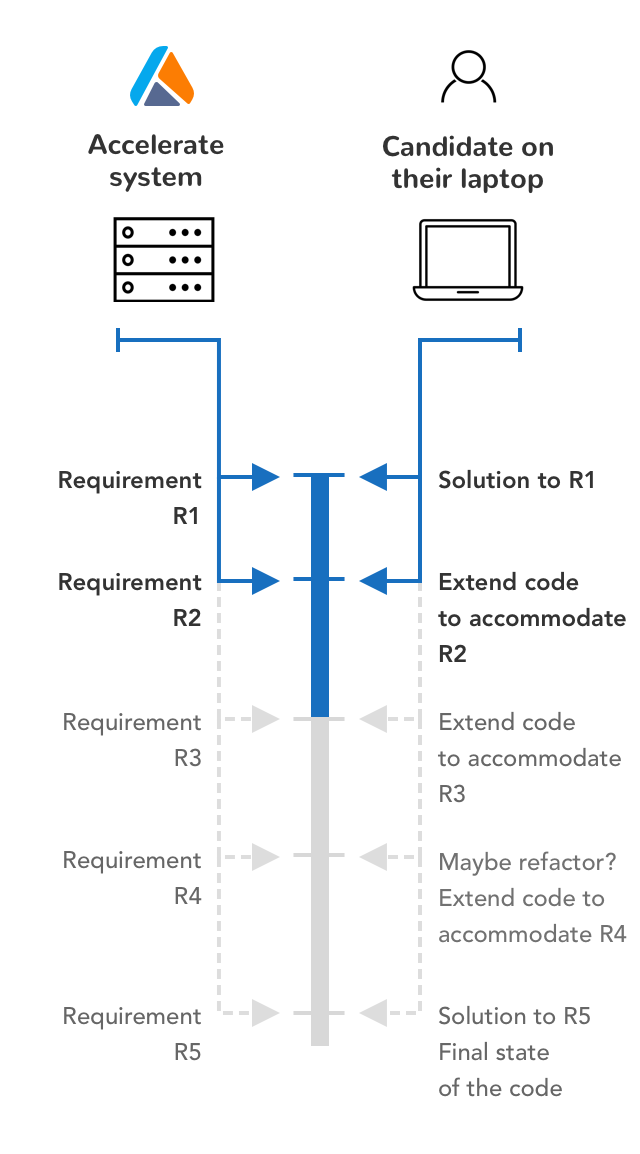 Accelerate
system
Candidate on
their laptop
Requirement
R1
Solution to R1
Requirement
R2
Extend code
to accommodate
R2
Requirement
R3
Extend code
to accommodate
R3
Requirement
R4
Maybe refactor?
Extend code to
accommodate R4
Requirement
R5
Solution to R5
Final state
of the code